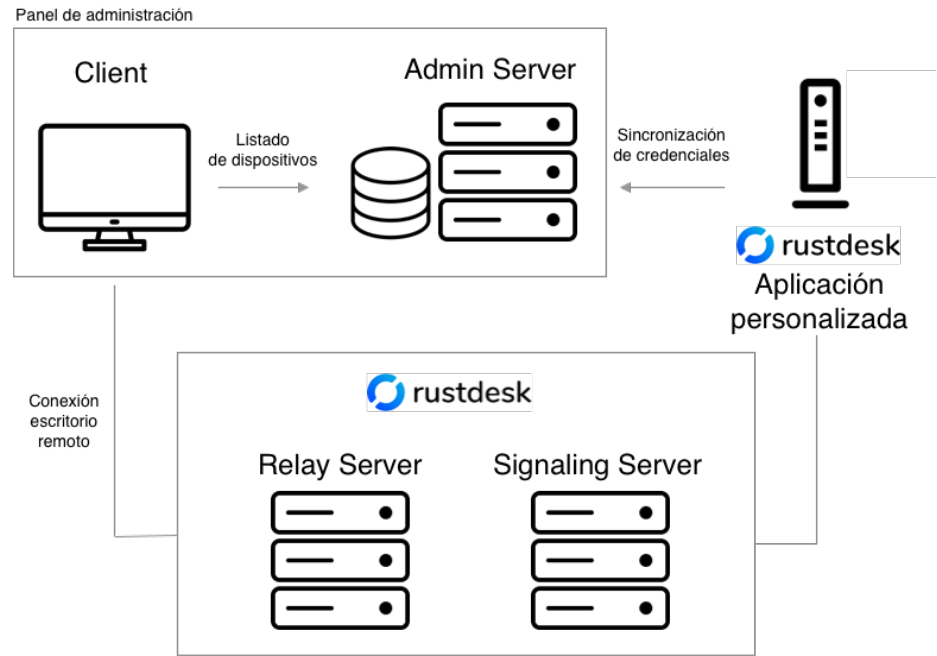 Panel de administración
Client
Admin Server
Listado
de dispositivos
Sincronización
de credenciales
rustdesk
Aplicación
personalizada
Conexión
escritorio
remoto
rustdesk
Relay Server
Signaling Server